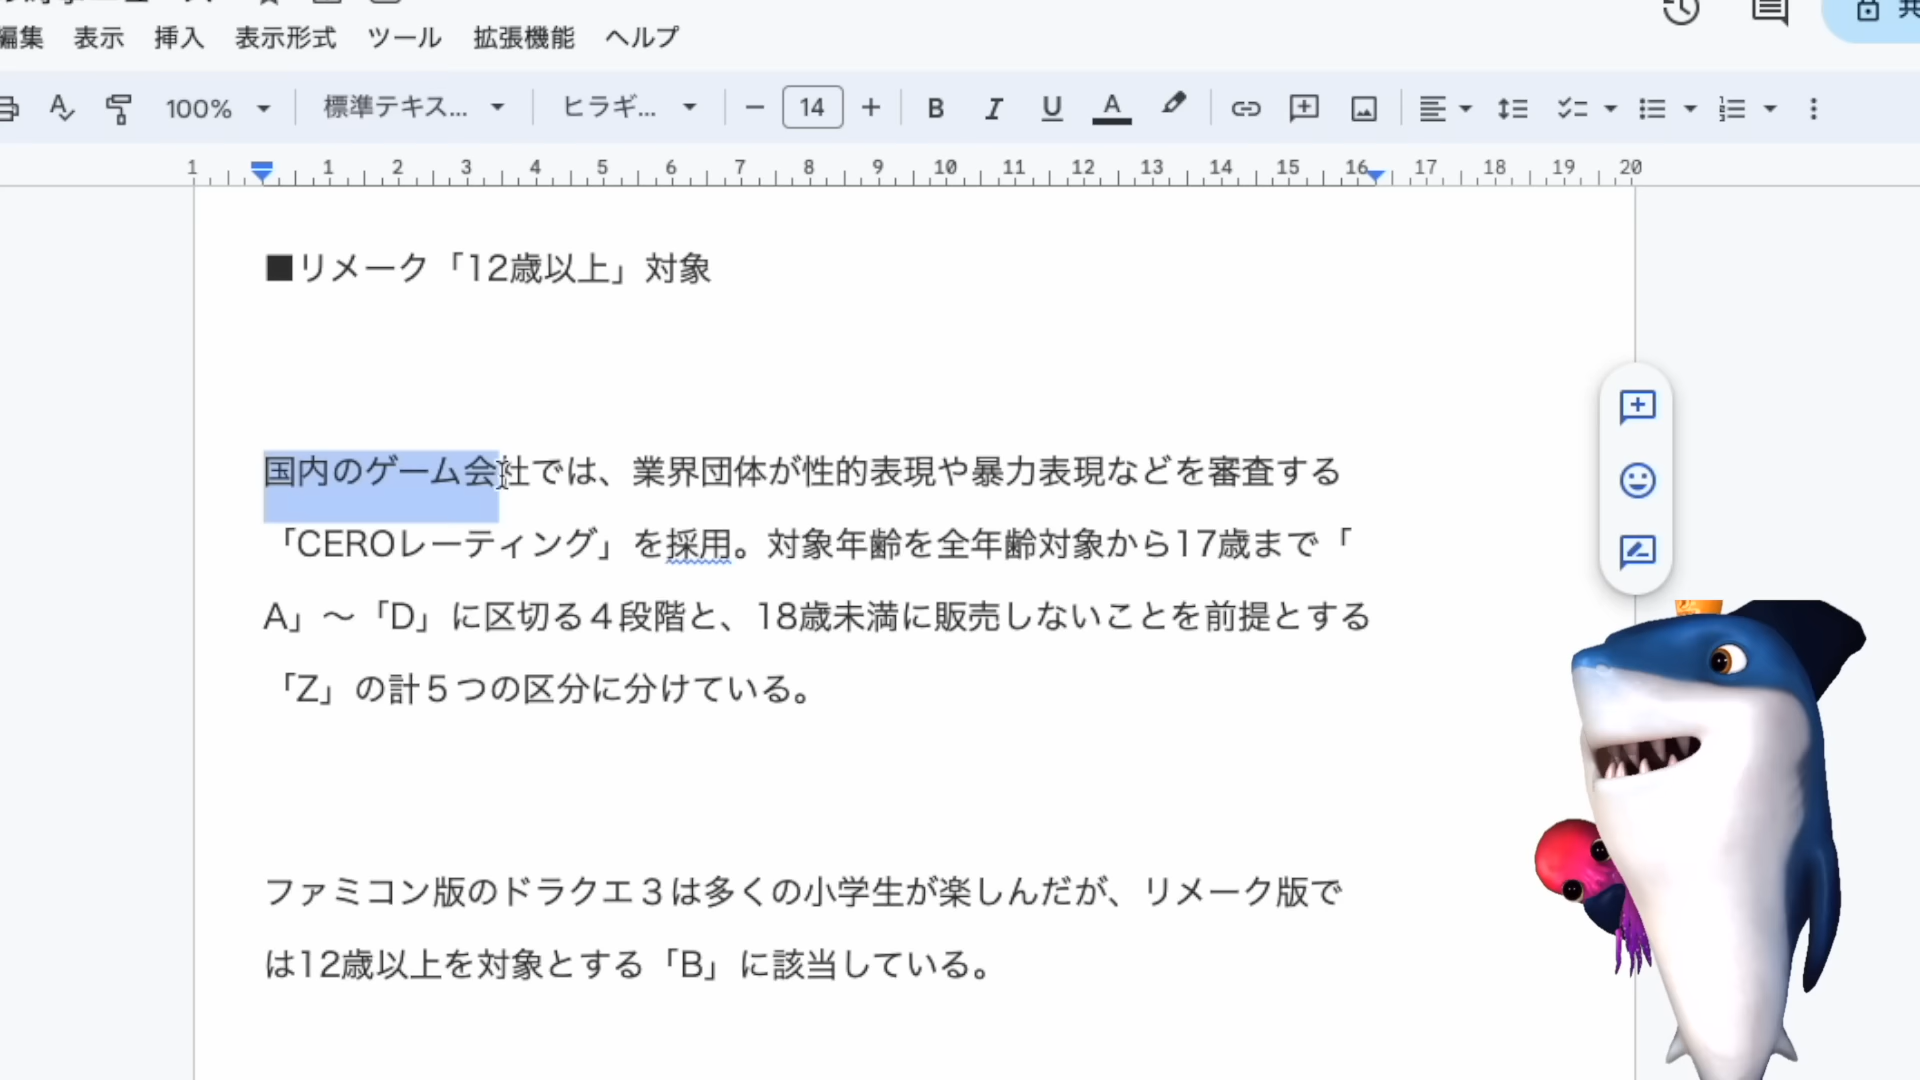 編集 表示 挿入 表示形式 ツール 拡張機能 ヘルプ
100% 標準テキス... ヒラギ... 14 B I U A
1 1 2 3 4 5 6 7 8 9 10 11 12 13 14 15 16 17 18 19 20
■リメーク「12歳以上」対象
国内のゲーム会社では、業界団体が性的表現や暴力表現などを審査する
「CEROレーティング」を採用。対象年齢を全年齢対象から17歳まで「
A」〜「D」に区切る４段階と、18歳未満に販売しないことを前提とする
「Z」の計５つの区分に分けている。
ファミコン版のドラクエ３は多くの小学生が楽しんだが、リメーク版で
は12歳以上を対象とする「B」に該当している。